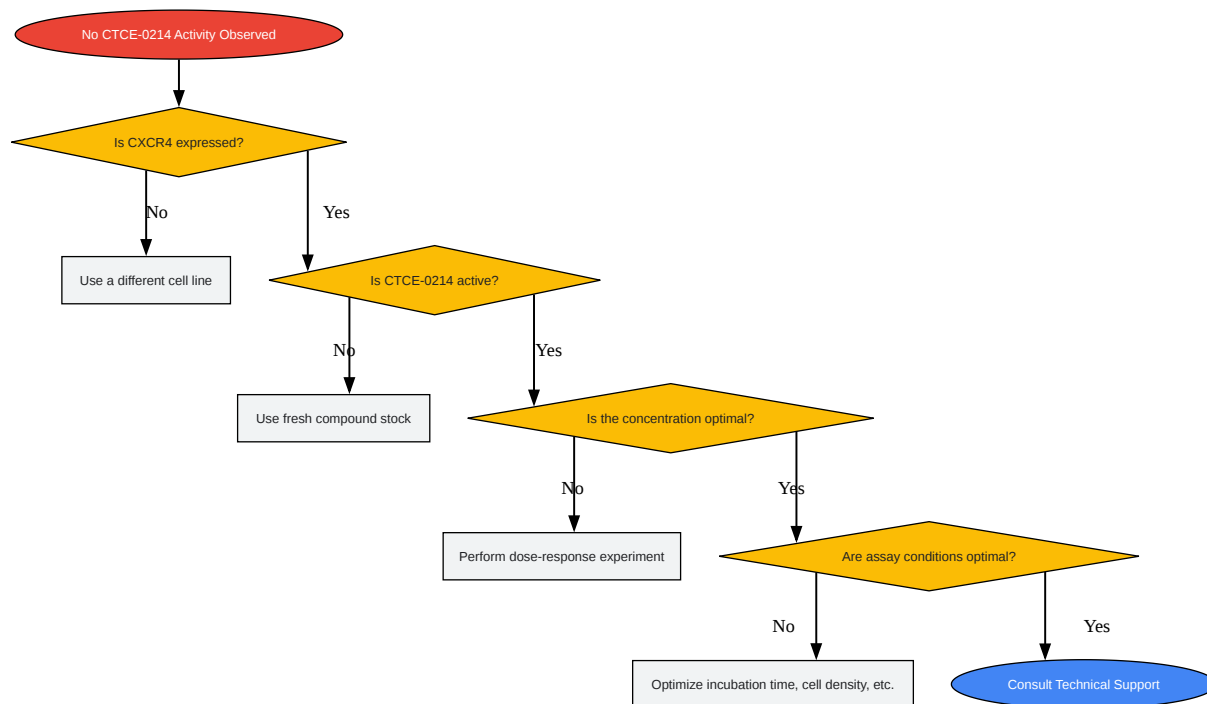 No CTCE-0214 Activity Observed
Is CXCR4 expressed?
No
Yes
Use a different cell line
Is CTCE-0214 active?
No
Yes
Use fresh compound stock
Is the concentration optimal?
No
Yes
Perform dose-response experiment
Are assay conditions optimal?
No
Yes
Optimize incubation time, cell density, etc.
Consult Technical Support